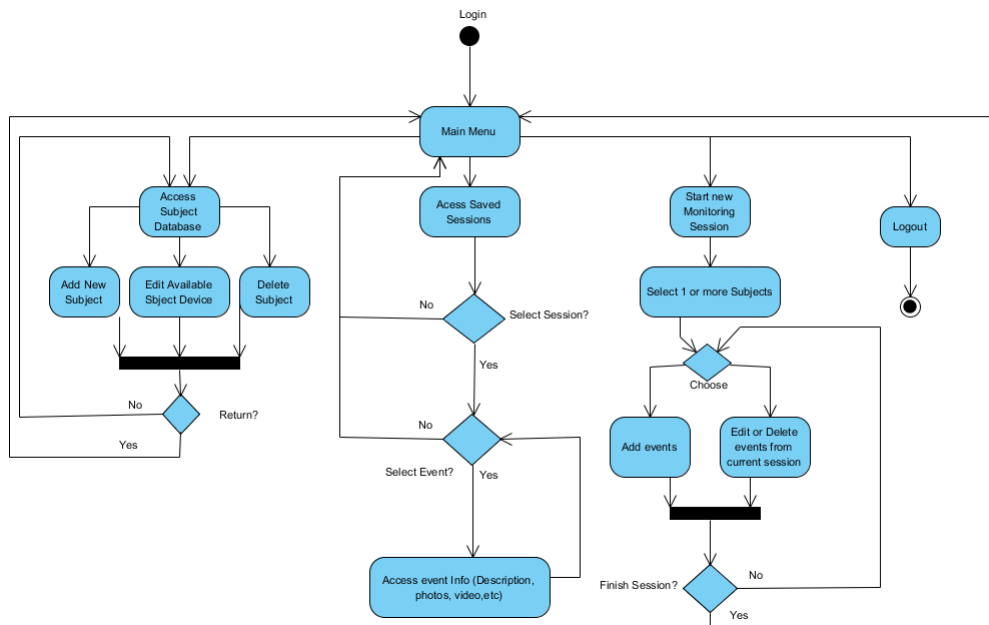 Login
Main Menu
Access
Subject
Database
Acess Saved
Sessions
Start new
Monitoring
Session
Logout
Add New
Subject
Edit Available
Sbject Device
Delete
Subject
Select 1 or more Subjects
No
Select Session?
Yes
Choose
No
Return?
Yes
No
Select Event?
Yes
Add events
Edit or Delete
events from
current session
Access event Info (Description,
photos, video,etc)
Finish Session?
No
Yes